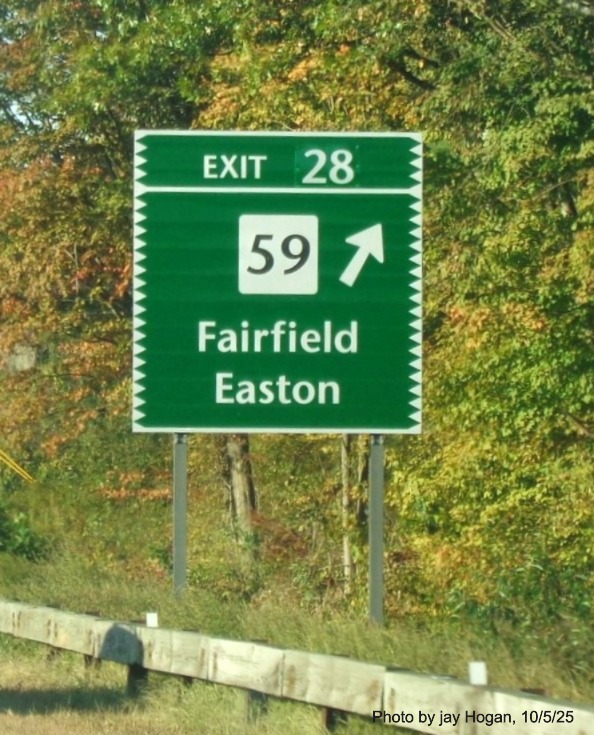 EXIT 28
59
Fairfield
Easton
Photo by jay Hogan, 10/5/25